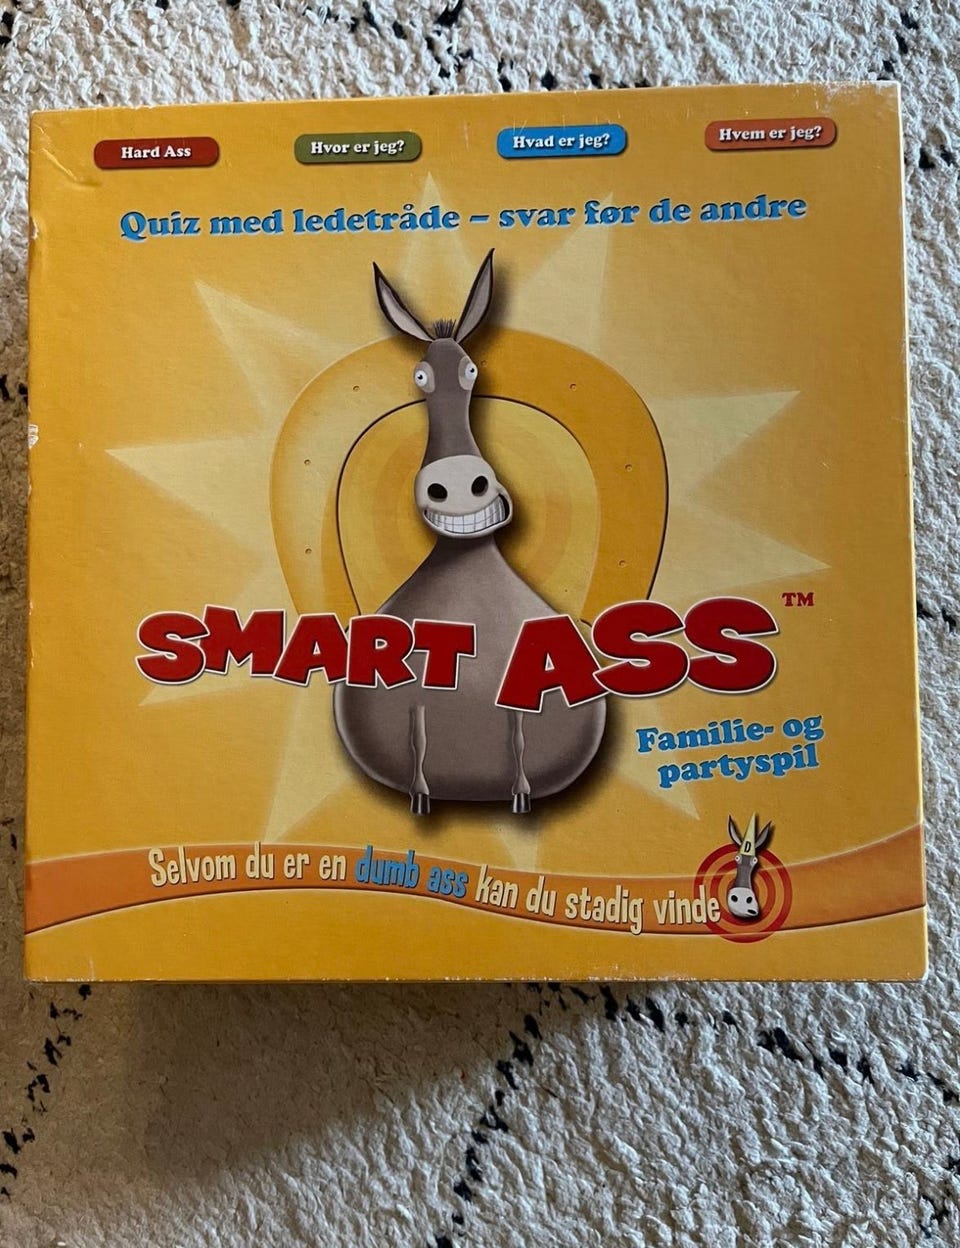 Hard Ass
Hvor er jeg?
Hvad er jeg?
Hvem er jeg?
Quiz med ledetråde – svar før de andre
SMART ASS™
Familie- og
partyspil
Selvom du er en dumb ass kan du stadig vinde
D